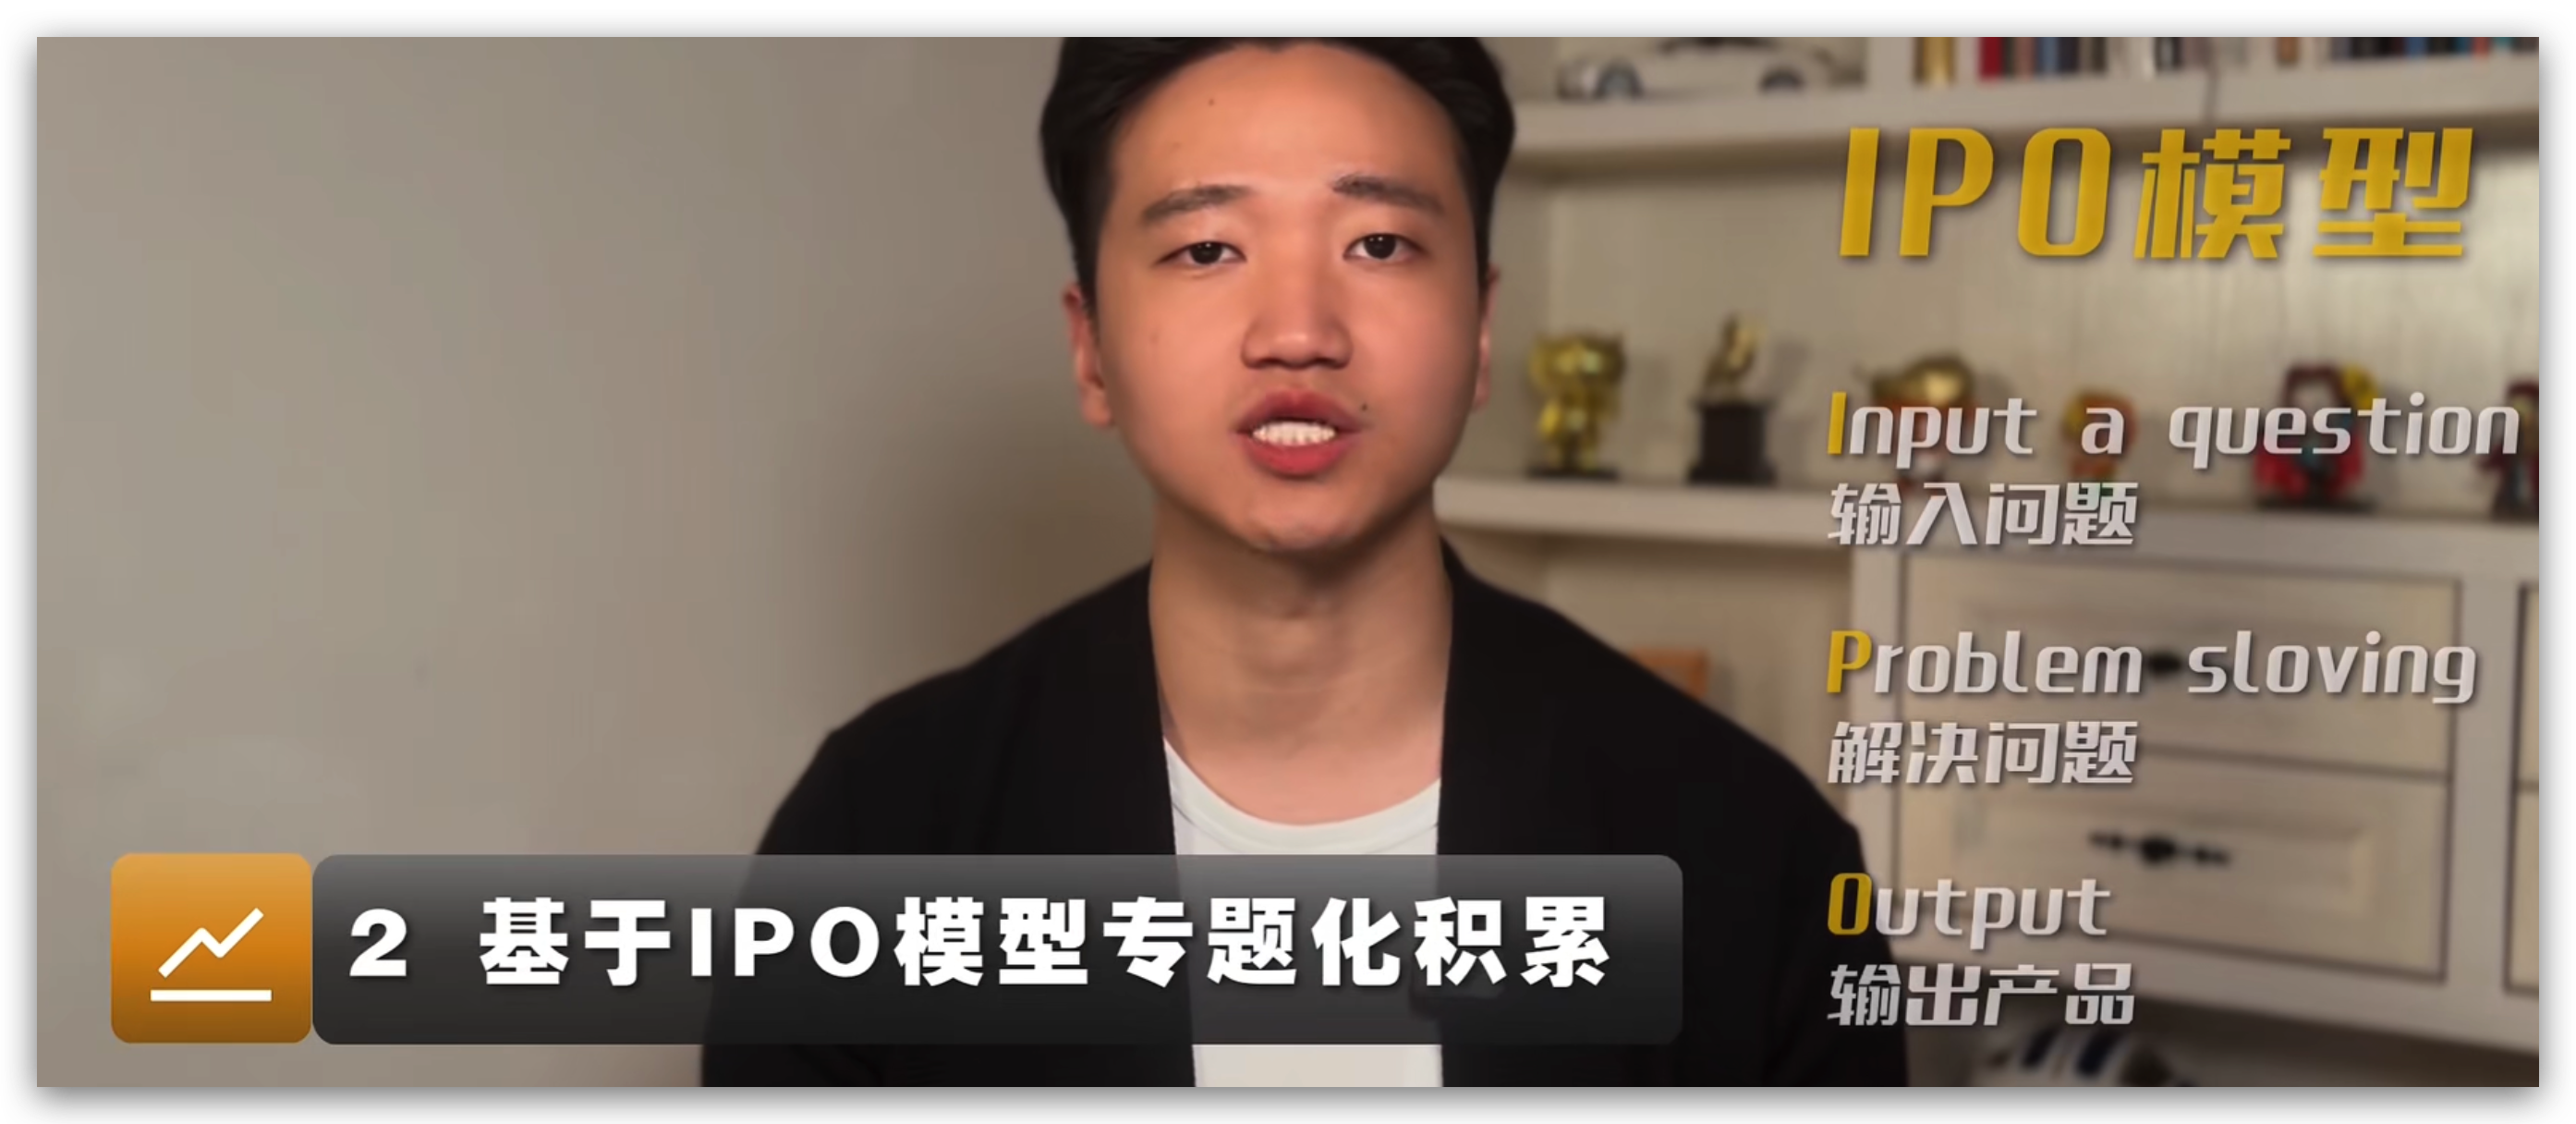 IPO模型
Input a question
输入问题
Problem sloving
解决问题
Output
输出产品
2 基于IPO模型专题化积累